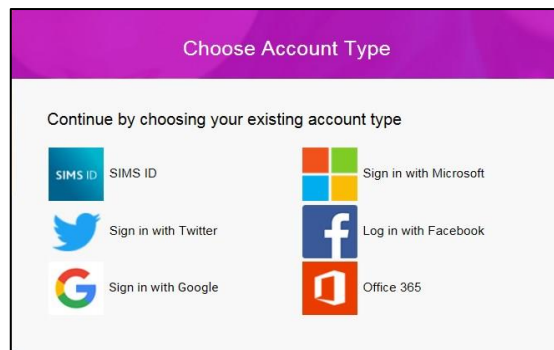 Choose Account Type
Continue by choosing your existing account type
SIMS ID SIMS ID
Sign in with Microsoft
Sign in with Twitter
Log in with Facebook
Sign in with Google
Office 365